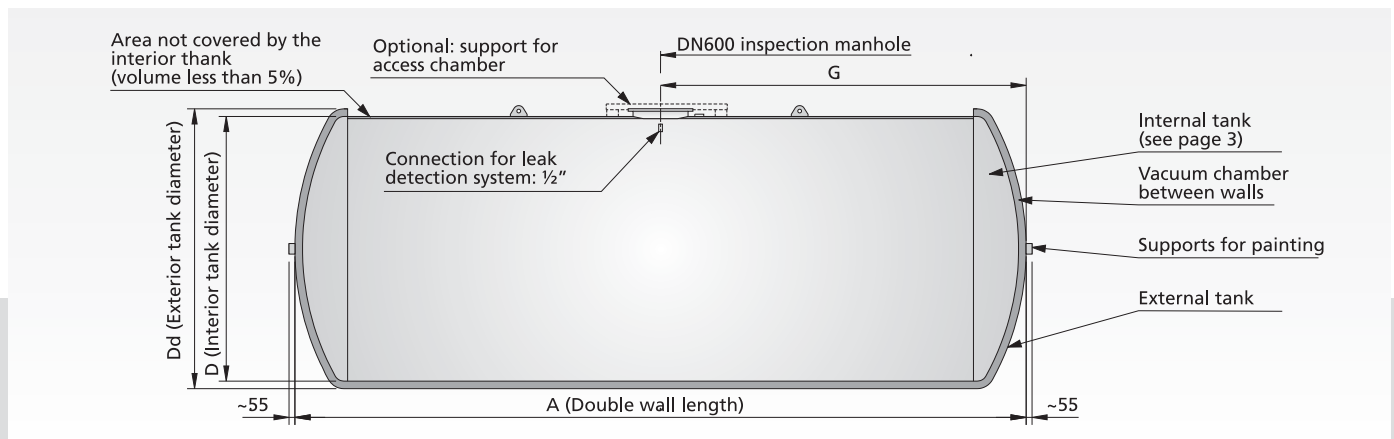 Area not covered by the
interior thank
(volume less than 5%)
Optional: support for
access chamber
DN600 inspection manhole
G
Connection for leak
detection system: ½”
Internal tank
(see page 3)
Vacuum chamber
between walls
Supports for painting
External tank
Dd (Exterior tank diameter)
D (Interior tank diameter)
~55
A (Double wall length)
~55